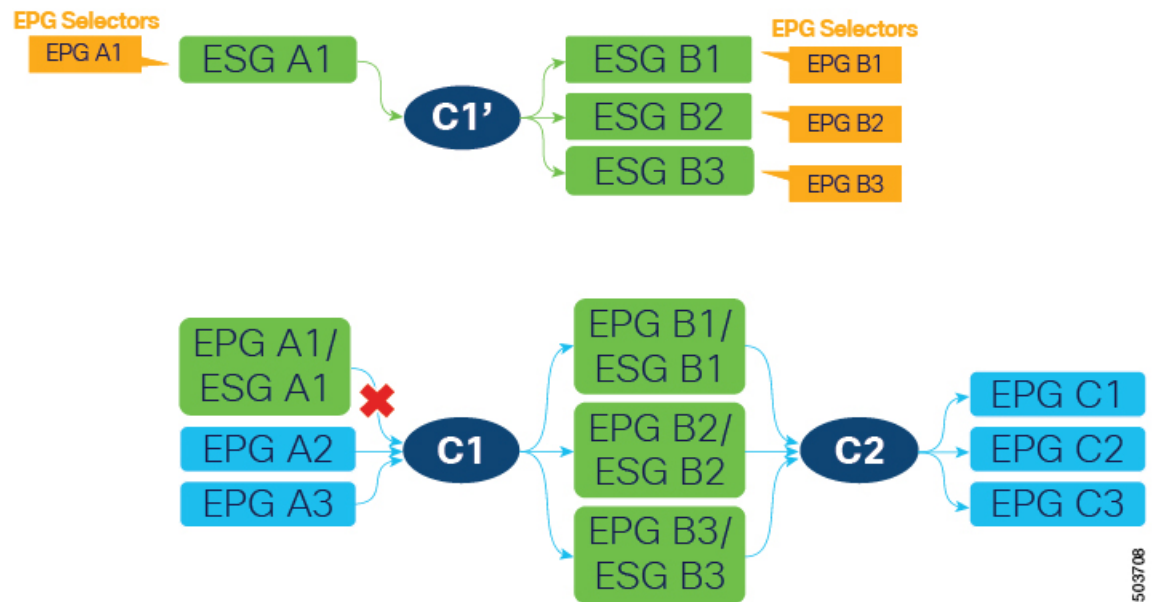 EPG Selectors
EPG A1
ESG A1
C1’
ESG B1
ESG B2
ESG B3
EPG Selectors
EPG B1
EPG B2
EPG B3
EPG A1/
ESG A1
EPG A2
EPG A3
C1
EPG B1/
ESG B1
EPG B2/
ESG B2
EPG B3/
ESG B3
C2
EPG C1
EPG C2
EPG C3
503708